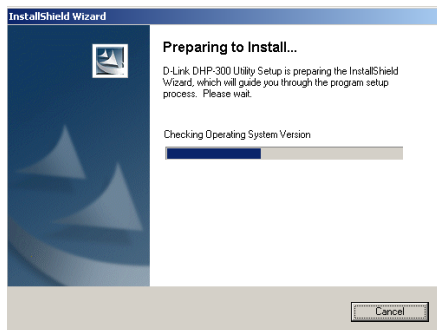 InstallShield Wizard
Preparing to Install...
D-Link DHP-300 Utility Setup is preparing the InstallShield
Wizard, which will guide you through the program setup
process. Please wait.
Checking Operating System Version
Cancel